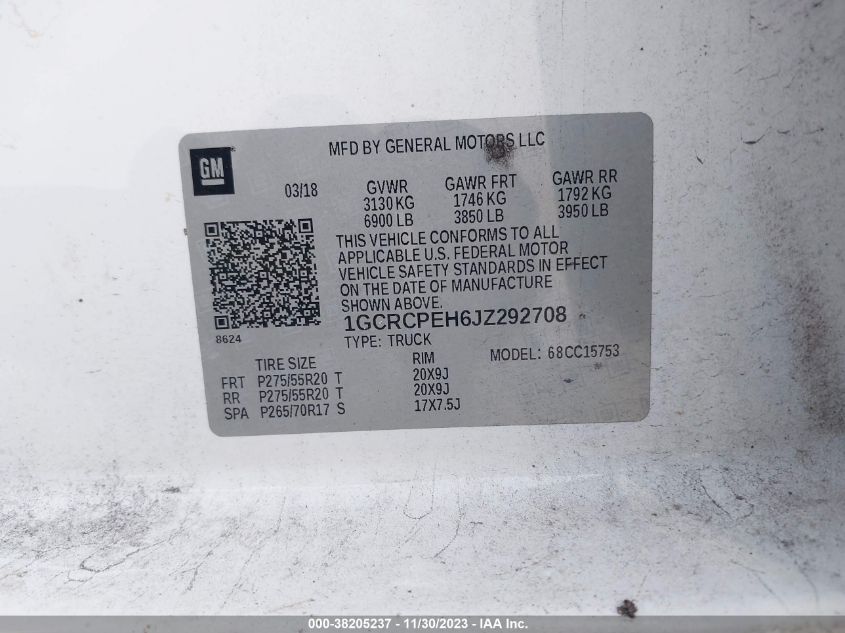 MFD BY GENERAL MOTORS LLC
GM
03/18 GVWR GAWR FRT GAWR RR
3130 KG 1746 KG 1792 KG
6900 LB 3850 LB 3950 LB
THIS VEHICLE CONFORMS TO ALL
APPLICABLE U.S. FEDERAL MOTOR
VEHICLE SAFETY STANDARDS IN EFFECT
ON THE DATE OF MANUFACTURE
SHOWN ABOVE.
8624
1GCRCPEH6JZ292708
TYPE: TRUCK MODEL: 68CC15753
TIRE SIZE RIM
FRT P275/55R20 T 20X9J
RR P275/55R20 T 20X9J
SPA P265/70R17 S 17X7.5J
000-38205237 - 11/30/2023 - IAA Inc.